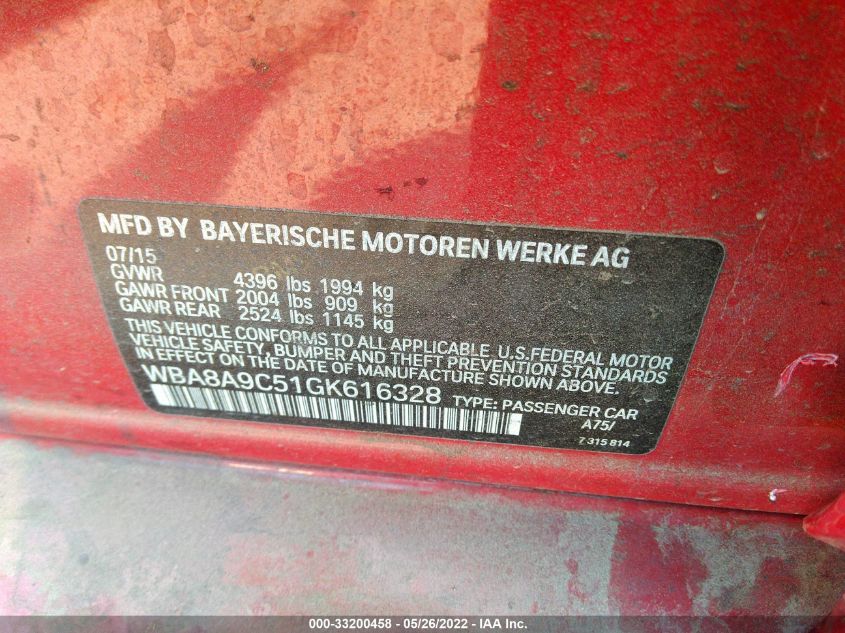 MFD BY BAYERISCHE MOTOREN WERKE AG
07/15
GVWR 4396 lbs 1994 kg
GAWR FRONT 2004 lbs 909 kg
GAWR REAR 2524 lbs 1145 kg
THIS VEHICLE CONFORMS TO ALL APPLICABLE U.S.FEDERAL MOTOR
VEHICLE SAFETY, BUMPER AND THEFT PREVENTION STANDARDS
IN EFFECT ON THE DATE OF MANUFACTURE SHOWN ABOVE.
WBA8A9C51GK616328 TYPE: PASSENGER CAR
A75/
7 315 814
000-33200458 - 05/26/2022 - IAA Inc.